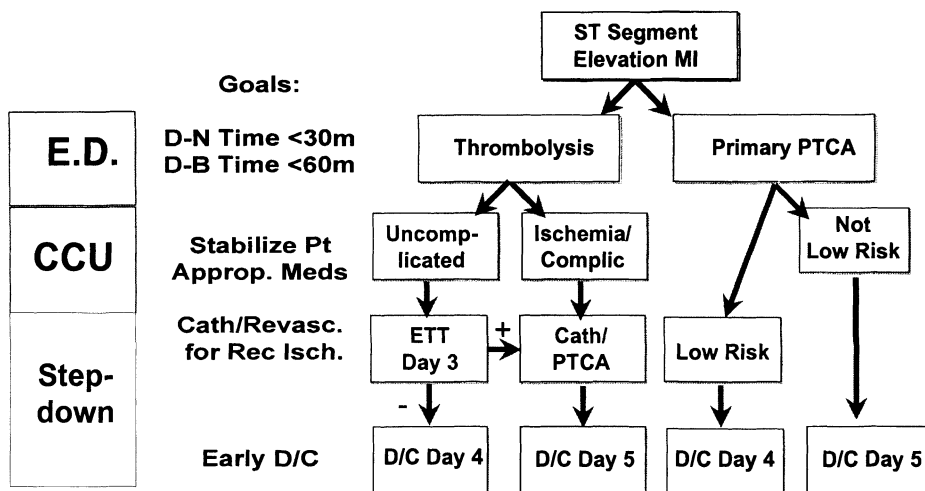 ST Segment
Elevation MI
Goals:
E.D.
D-N Time <30m
D-B Time <60m
Thrombolysis
Primary PTCA
CCU
Stabilize Pt
Approp. Meds
Uncomp-
licated
Ischemia/
Complic
Not
Low Risk
Step-
down
Cath/Revasc.
for Rec Isch.
ETT
Day 3
+
Cath/
PTCA
Low Risk
-
Early D/C
D/C Day 4
D/C Day 5
D/C Day 4
D/C Day 5